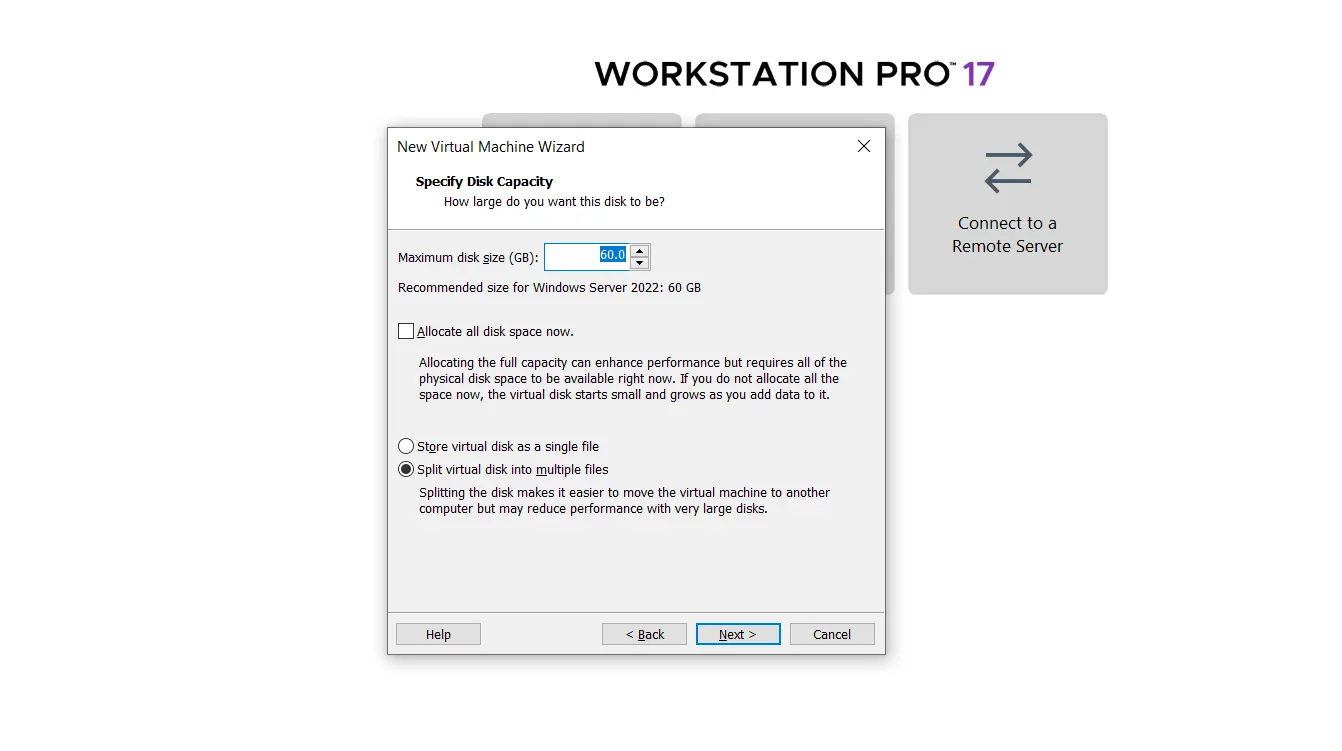 WORKSTATION PRO™ 17
New Virtual Machine Wizard
Specify Disk Capacity
How large do you want this disk to be?
Connect to a
Remote Server
Maximum disk size (GB): 60.0
Recommended size for Windows Server 2022: 60 GB
Allocate all disk space now.
Allocating the full capacity can enhance performance but requires all of the
physical disk space to be available right now. If you do not allocate all the
space now, the virtual disk starts small and grows as you add data to it.
Store virtual disk as a single file
Split virtual disk into multiple files
Splitting the disk makes it easier to move the virtual machine to another
computer but may reduce performance with very large disks.
Help < Back Next > Cancel